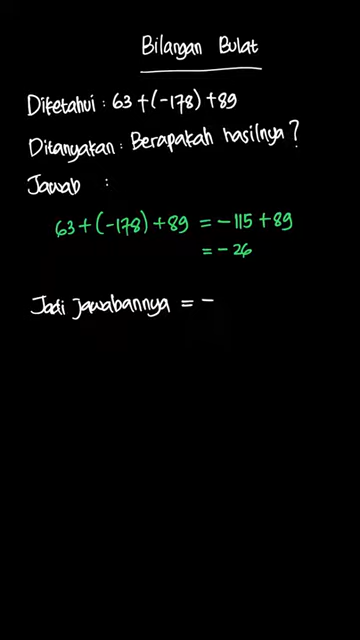 Bilangan Bulat
Diketahui : 63 + (-178) + 89
Ditanyakan : Berapakah hasilnya ?
Jawab :
63 + (-178) + 89 = -115 + 89
= -26
Jadi jawabannya = -